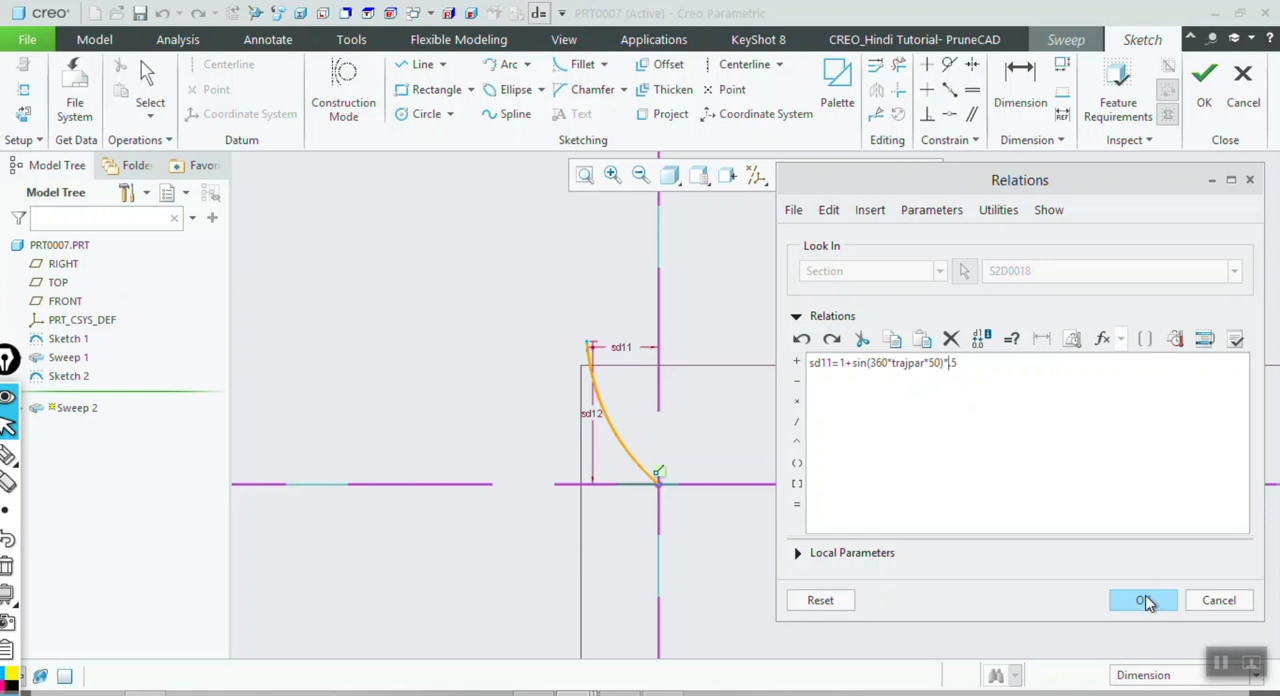 creo° PRT0007 (Active) - Creo Parametric
File Model Analysis Annotate Tools Flexible Modeling View Applications KeyShot 8 CREO_Hindi Tutorial- PruneCAD Sweep Sketch
Centerline Line Arc Fillet Offset Centerline
Point Rectangle Ellipse Chamfer Thicken Point
Coordinate System Circle Spline Text Project Coordinate System
File System Select Construction Mode Palette Dimension Feature Requirements OK Cancel
Setup Get Data Operations Datum Sketching Editing Constrain Dimension Inspect Close
REF
Model Tree Folder Favor
Model Tree
PRT0007.PRT
RIGHT
TOP
FRONT
PRT_CSYS_DEF
Sketch 1
Sweep 1
Sketch 2
Sweep 2
sd11
sd12
Relations
File Edit Insert Parameters Utilities Show
Look In
Section S2D0018
Relations
=?
fx
sd11=1+sin(360*trajpar*50)*.5
+
-
×
/
^
( )
[ ]
=
Local Parameters
Reset Cancel
Dimension